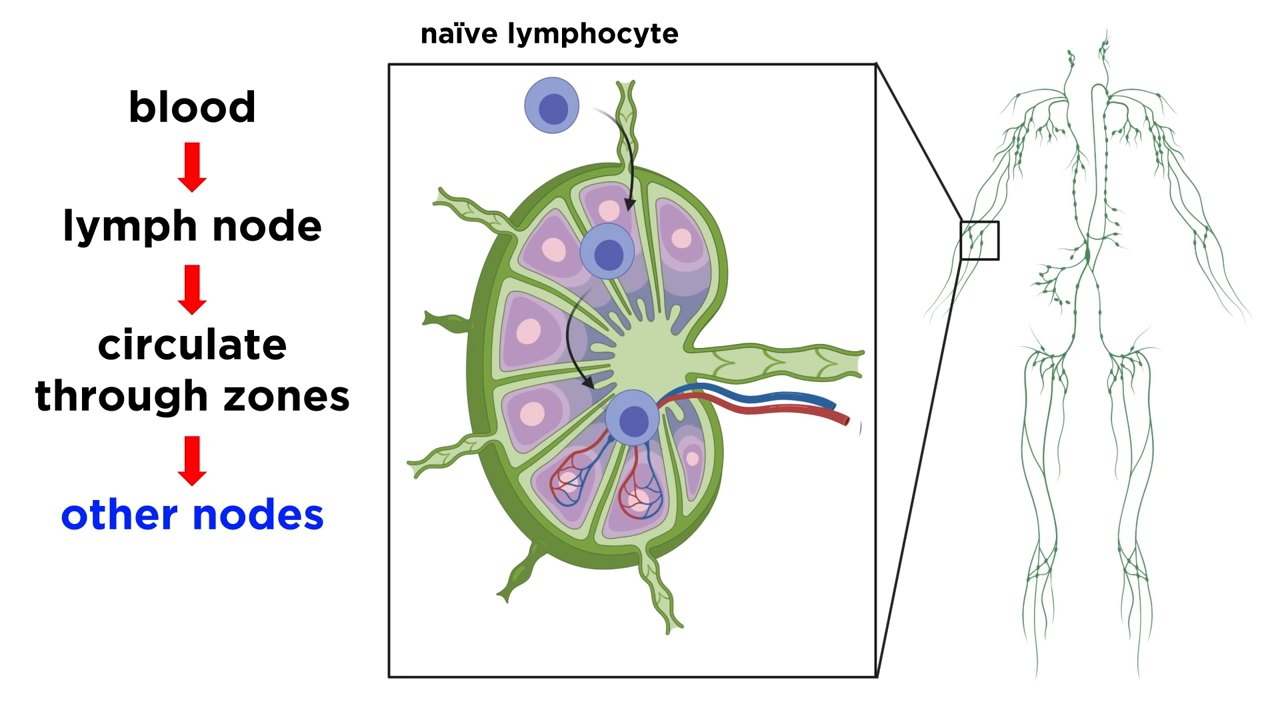 naïve lymphocyte
blood
lymph node
circulate
through zones
other nodes